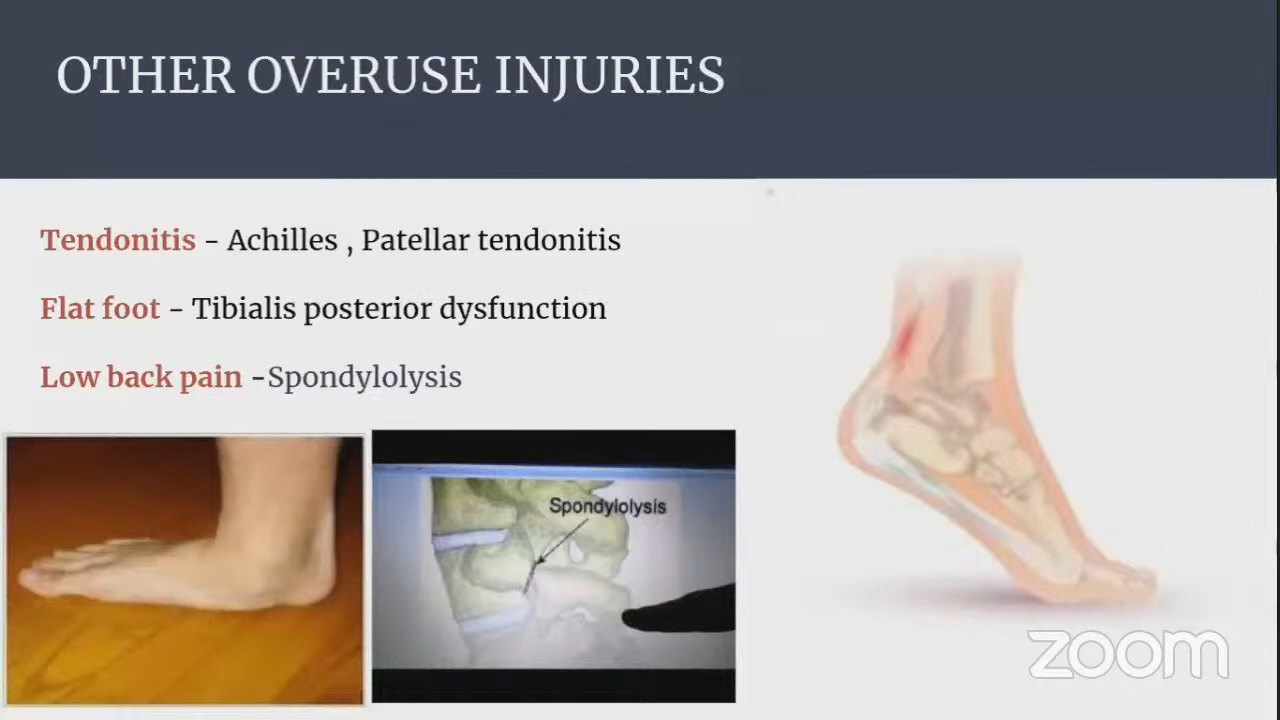 OTHER OVERUSE INJURIES
Tendonitis - Achilles , Patellar tendonitis
Flat foot - Tibialis posterior dysfunction
Low back pain -Spondylolysis
Spondylolysis
zoom